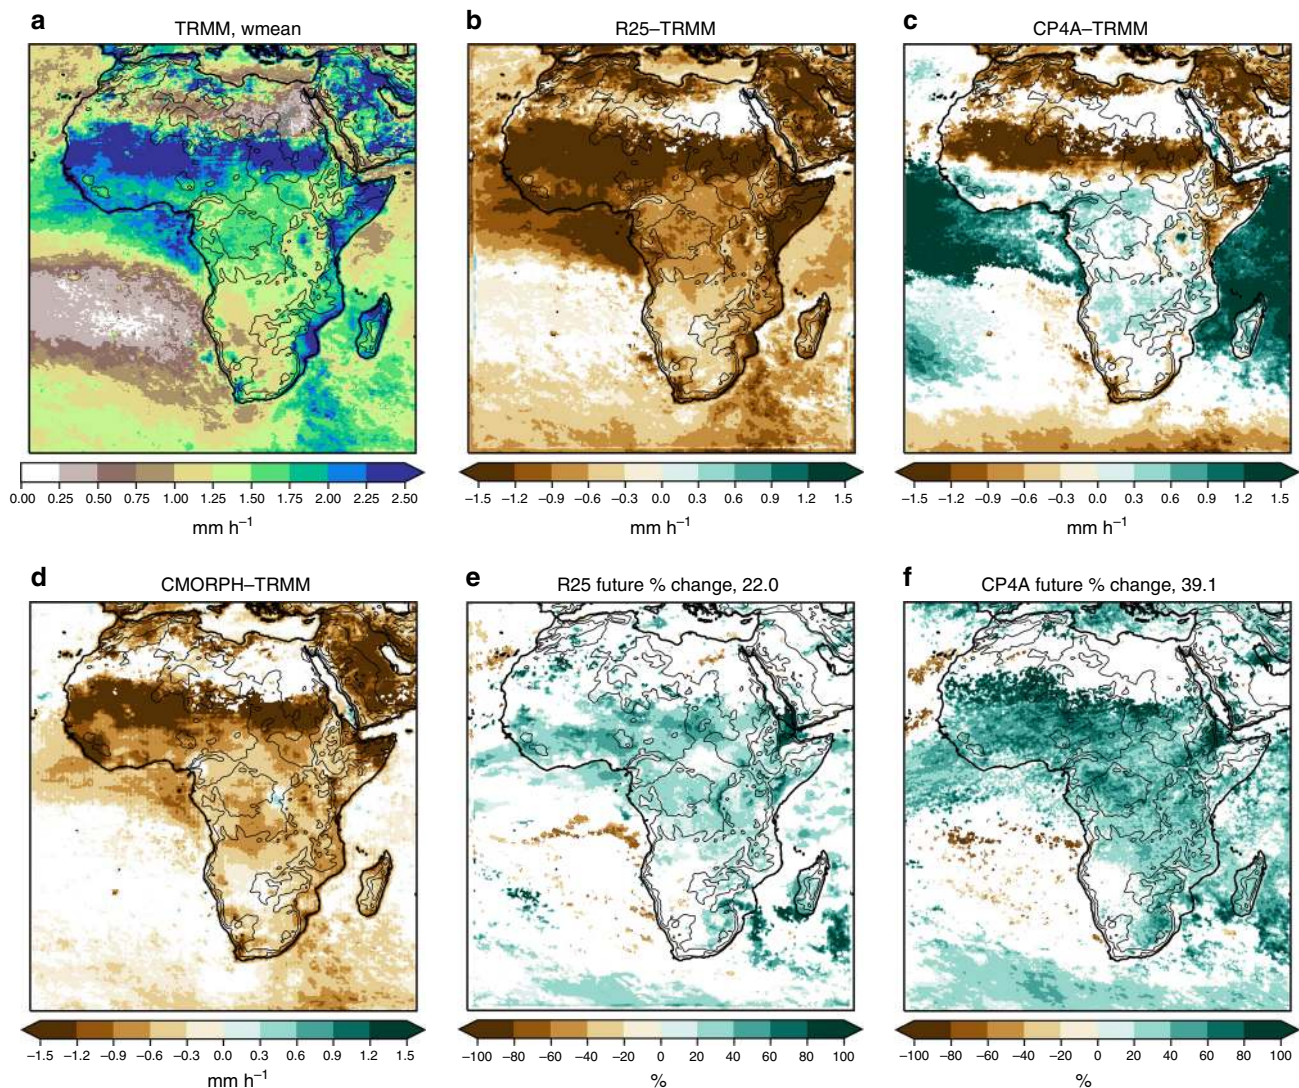 a TRMM, wmean
b R25–TRMM
c CP4A–TRMM
0.00 0.25 0.50 0.75 1.00 1.25 1.50 1.75 2.00 2.25 2.50
mm h⁻¹
−1.5 −1.2 −0.9 −0.6 −0.3 0.0 0.3 0.6 0.9 1.2 1.5
mm h⁻¹
−1.5 −1.2 −0.9 −0.6 −0.3 0.0 0.3 0.6 0.9 1.2 1.5
mm h⁻¹
d CMORPH–TRMM
e R25 future % change, 22.0
f CP4A future % change, 39.1
−1.5 −1.2 −0.9 −0.6 −0.3 0.0 0.3 0.6 0.9 1.2 1.5
mm h⁻¹
−100 −80 −60 −40 −20 0 20 40 60 80 100
%
−100 −80 −60 −40 −20 0 20 40 60 80 100
%